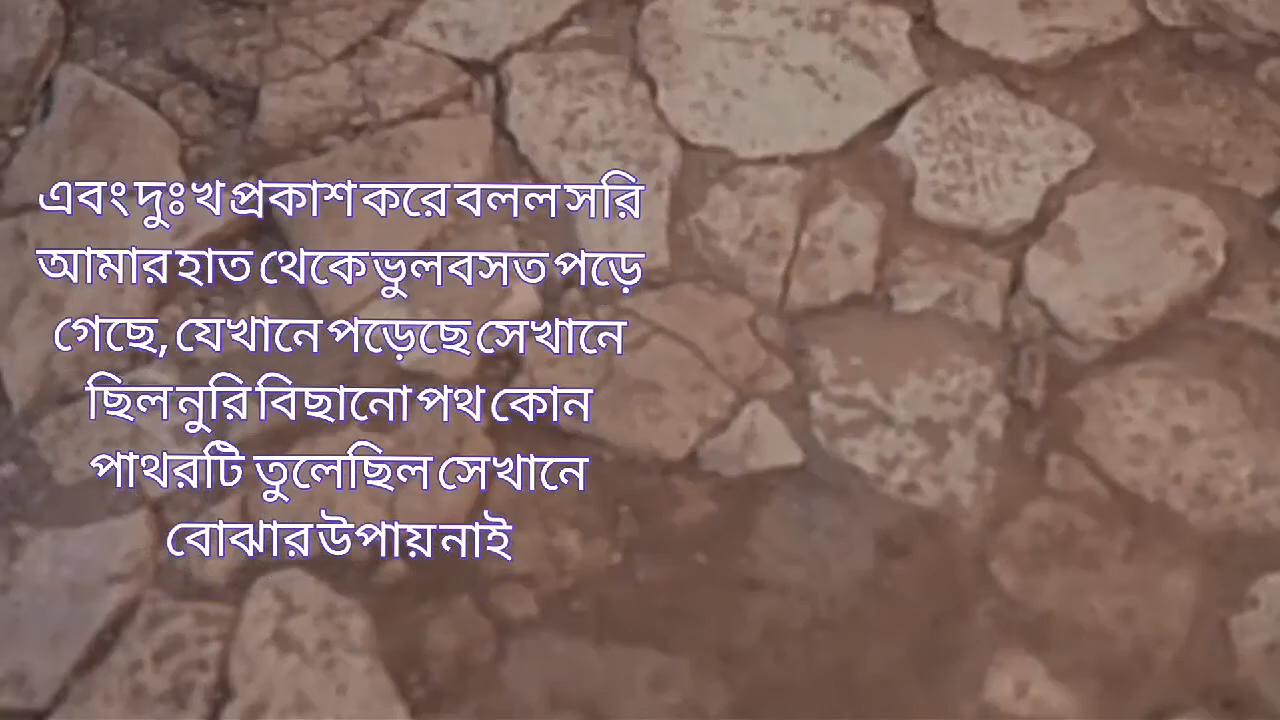 এবং দুঃখ প্রকাশ করে বলল সরি
আমার হাত থেকে ভুলবসত পড়ে
গেছে, যেখানে পড়েছে সেখানে
ছিল নুরি বিছানো পথ কোন
পাথরটি তুলেছিল সেখানে
বোঝার উপায় নাই